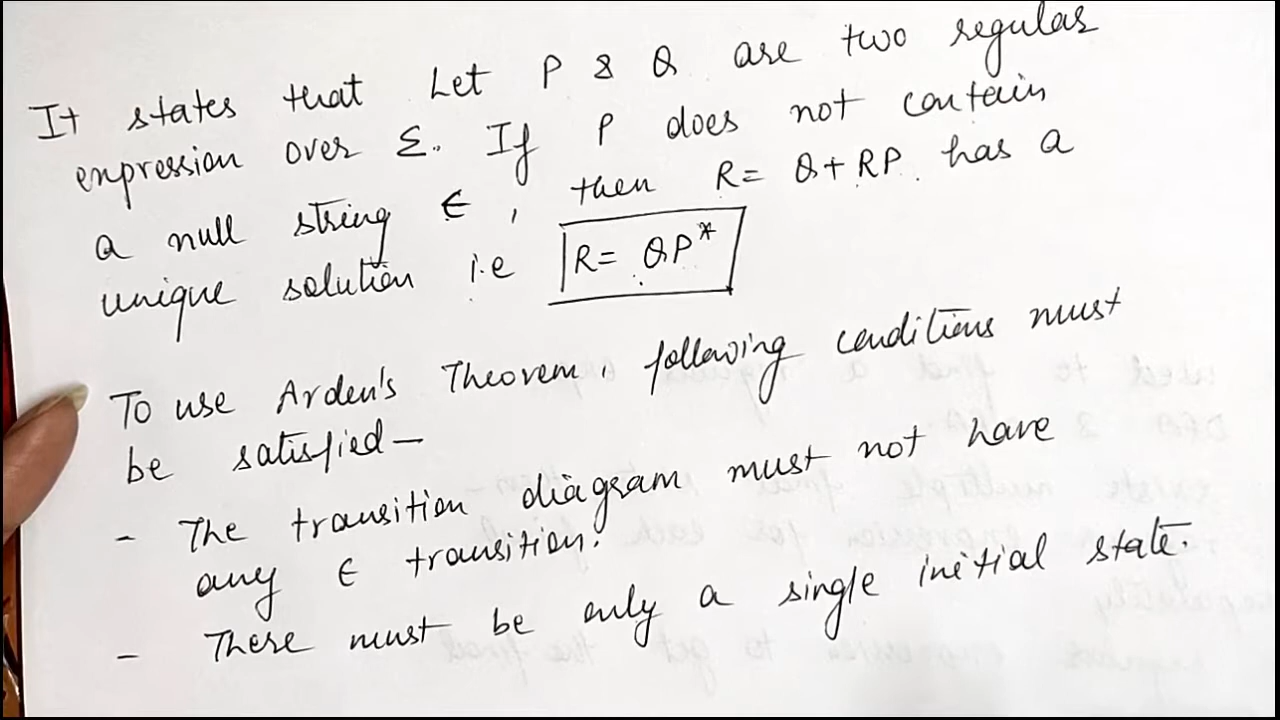 It states that Let P & Q are two regular
expression over Σ. If P does not contain
a null string ϵ, then R= Q+RP has a
unique solution i.e R= QP*
To use Arden's Theorem, following conditions must
be satisfied—
- The transition diagram must not have
any ϵ transition.
- There must be only a single initial state.